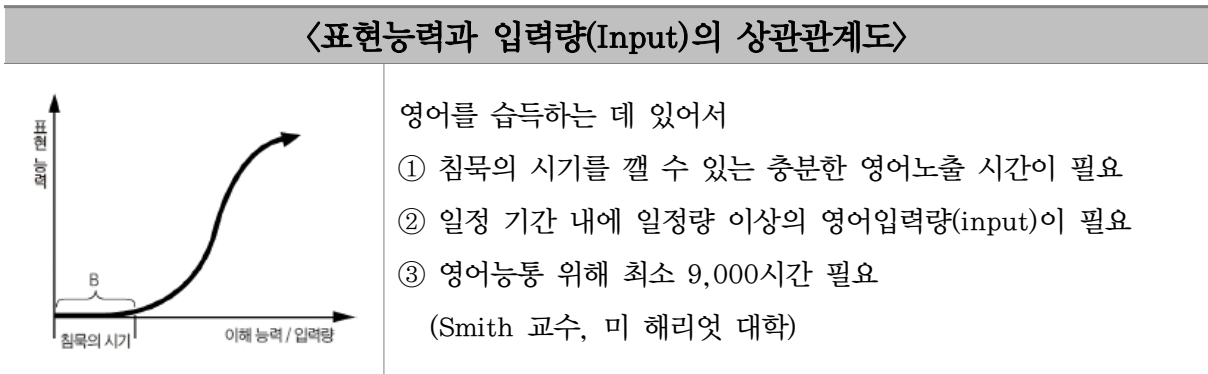 <표현능력과 입력량(Input)의 상관관계도>
표현 능력
B
침묵의 시기
이해 능력 / 입력량
영어를 습득하는 데 있어서
① 침묵의 시기를 깰 수 있는 충분한 영어노출 시간이 필요
② 일정 기간 내에 일정량 이상의 영어입력량(input)이 필요
③ 영어능통 위해 최소 9,000시간 필요
(Smith 교수, 미 해리엇 대학)